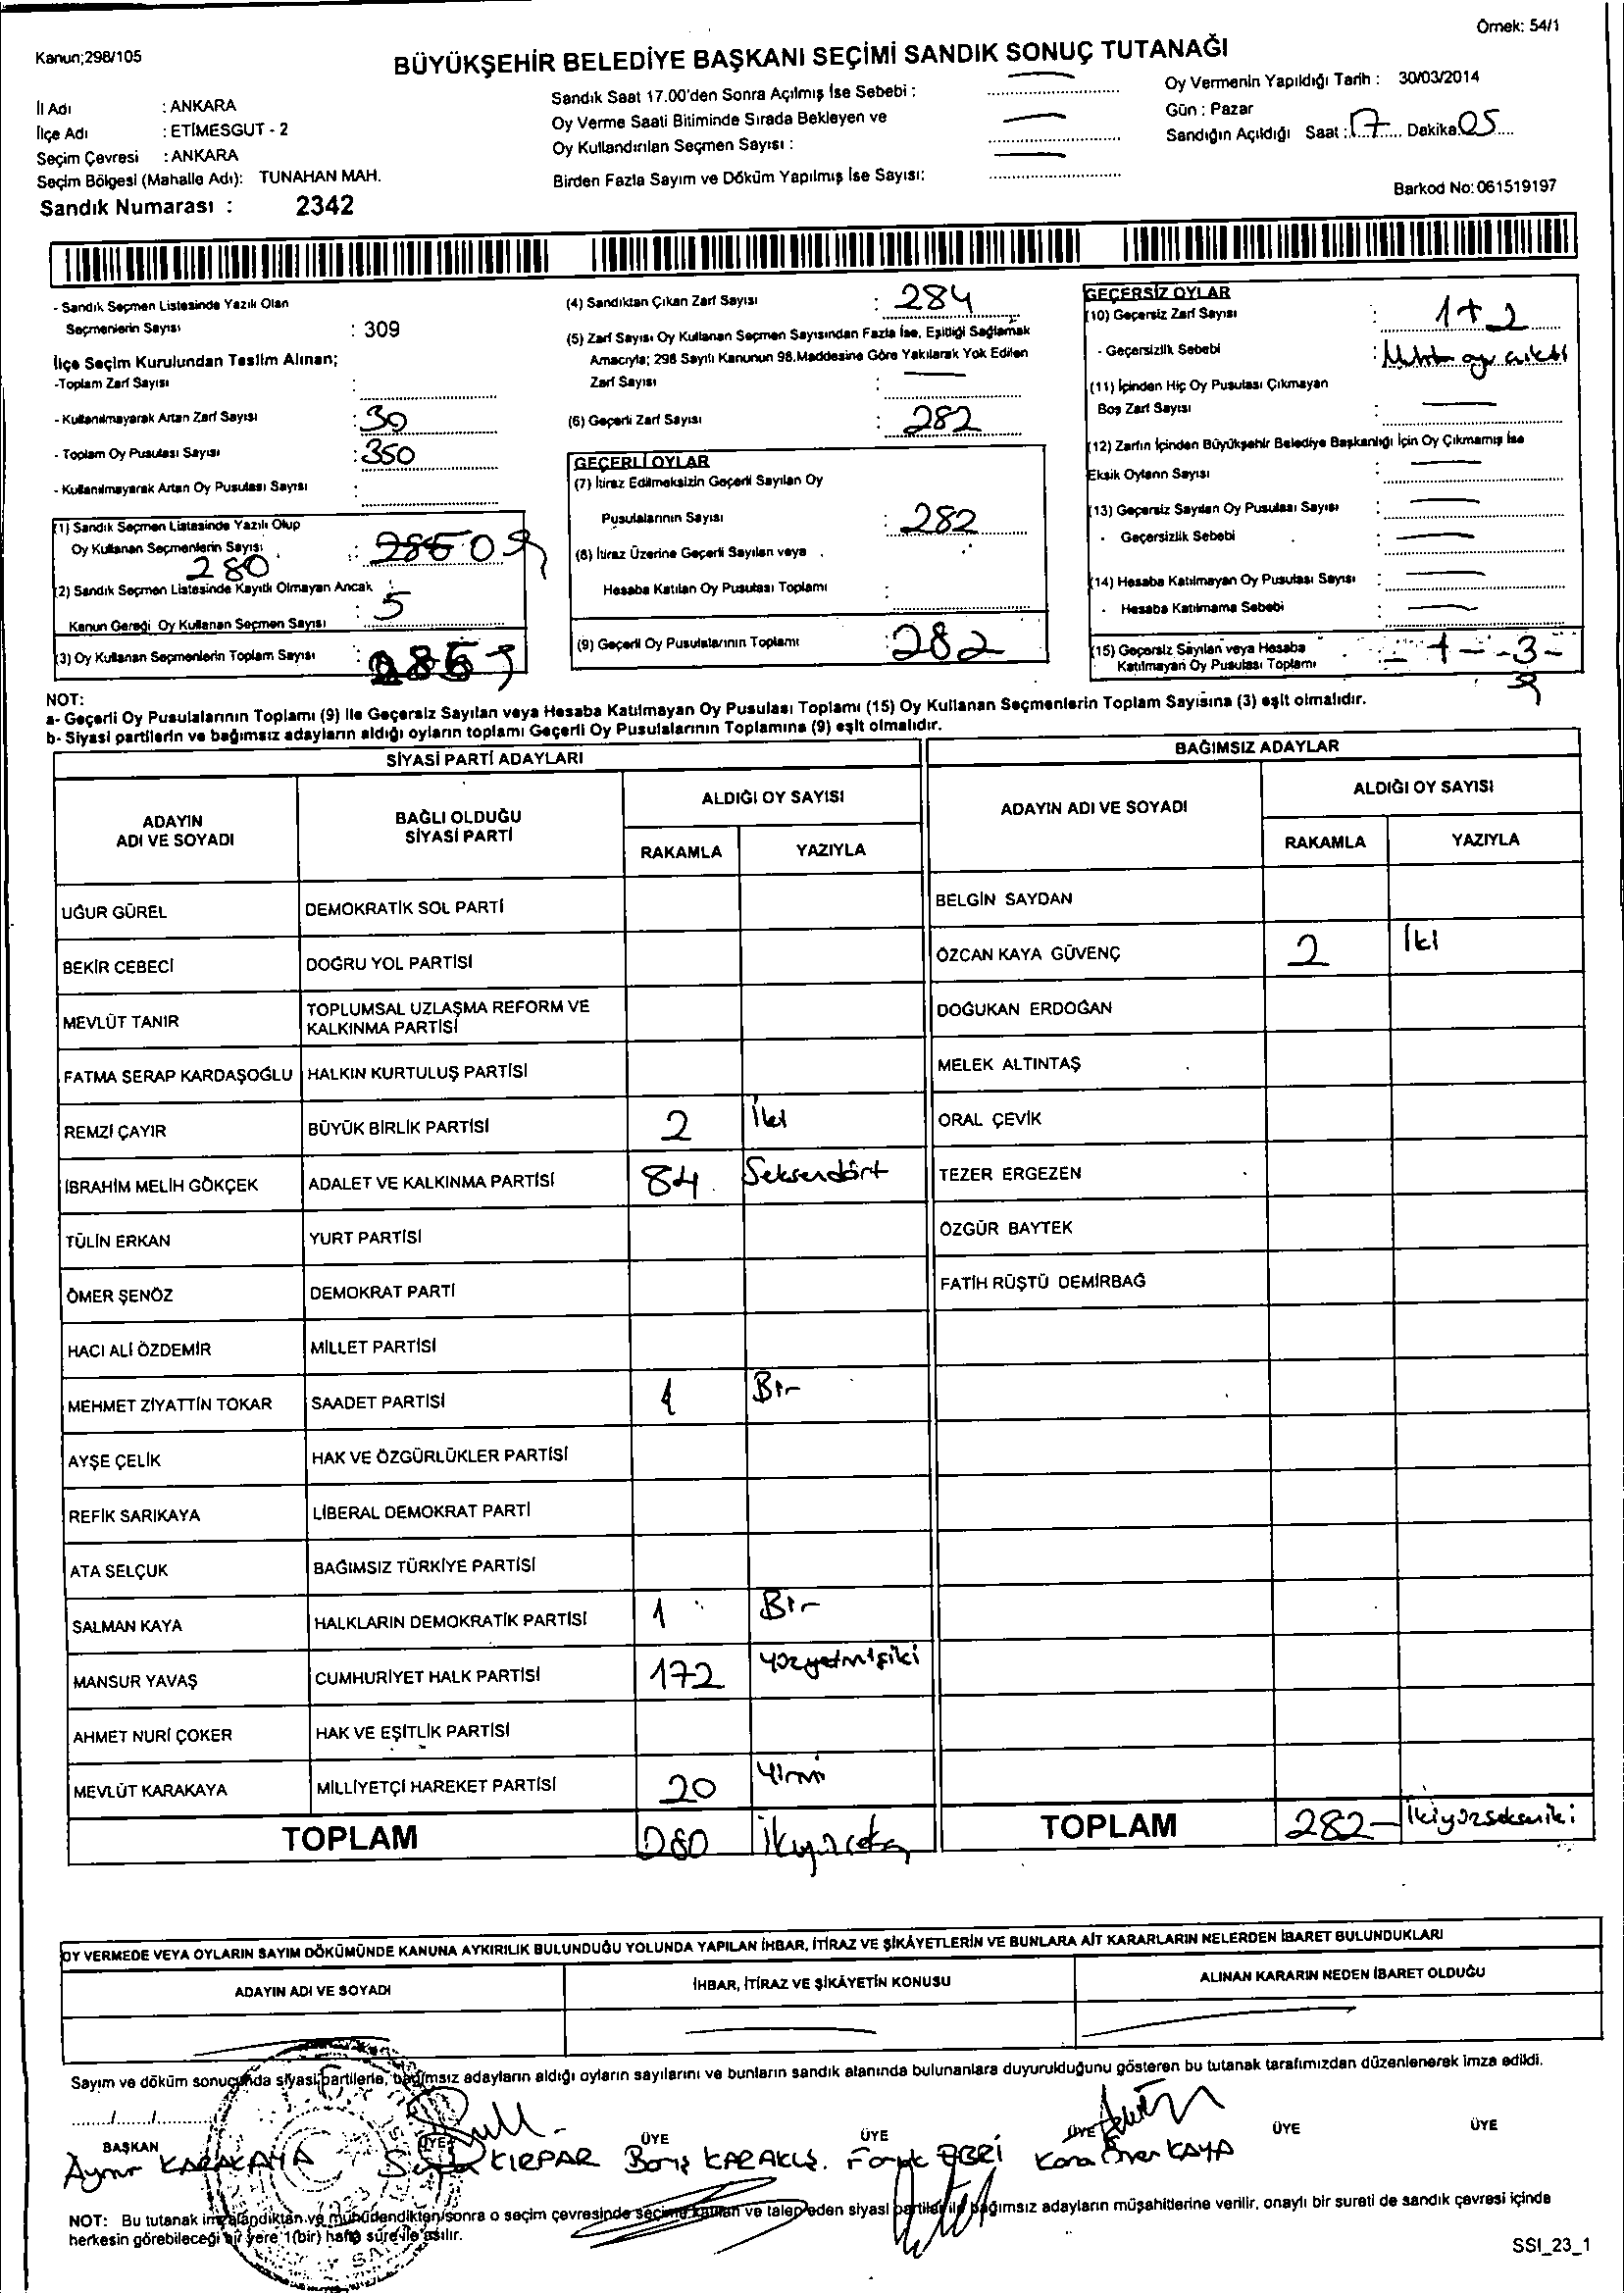 Örnek: 54/1
Kanun;298/105
BÜYÜKŞEHİR BELEDİYE BAŞKANI SEÇİMİ SANDIK SONUÇ TUTANAĞI
İl Adı : ANKARA
İlçe Adı : ETİMESGUT - 2
Seçim Çevresi : ANKARA
Seçim Bölgesi (Mahalle Adı): TUNAHAN MAH.
Sandık Numarası : 2342
Sandık Saat 17.00'den Sonra Açılmış İse Sebebi :
Oy Verme Saati Bitiminde Sırada Bekleyen ve
Oy Kullandırılan Seçmen Sayısı :
Birden Fazla Sayım ve Döküm Yapılmış İse Sayısı:
Oy Vermenin Yapıldığı Tarih : 30/03/2014
Gün : Pazar
Sandığın Açıldığı Saat : 17 Dakika 05
Barkod No: 061519197
- Sandık Seçmen Listesinde Yazılı Olan
Seçmenlerin Sayısı : 309
İlçe Seçim Kurulundan Teslim Alınan;
-Toplam Zarf Sayısı :
- Kullanılmayarak Artan Zarf Sayısı : 30
- Toplam Oy Pusulası Sayısı : 350
- Kullanılmayarak Artan Oy Pusulası Sayısı :
(1) Sandık Seçmen Listesinde Yazılı Olup
Oy Kullanan Seçmenlerin Sayısı :
280
(2) Sandık Seçmen Listesinde Kayıtlı Olmayan Ancak
Kanun Gereği Oy Kullanan Seçmen Sayısı : 5
(3) Oy Kullanan Seçmenlerin Toplam Sayısı :
(4) Sandıktan Çıkan Zarf Sayısı : 284
(5) Zarf Sayısı Oy Kullanan Seçmen Sayısından Fazla İse, Eşitliği Sağlamak
Amacıyla; 298 Sayılı Kanunun 98.Maddesine Göre Yakılarak Yok Edilen
Zarf Sayısı :
(6) Geçerli Zarf Sayısı : 282
GEÇERLİ OYLAR
(7) İtiraz Edilmeksizin Geçerli Sayılan Oy
Pusulalarının Sayısı : 282
(8) İtiraz Üzerine Geçerli Sayılan veya
Hesaba Katılan Oy Pusulası Toplamı :
(9) Geçerli Oy Pusulalarının Toplamı : 282
GEÇERSİZ OYLAR
(10) Geçersiz Zarf Sayısı : 1+2
- Geçersizlik Sebebi :
(11) İçinden Hiç Oy Pusulası Çıkmayan
Boş Zarf Sayısı :
(12) Zarfın İçinden Büyükşehir Belediye Başkanlığı İçin Oy Çıkmamış İse
Eksik Oyların Sayısı :
(13) Geçersiz Sayılan Oy Pusulası Sayısı :
- Geçersizlik Sebebi :
(14) Hesaba Katılmayan Oy Pusulası Sayısı :
- Hesaba Katılmama Sebebi :
(15) Geçersiz Sayılan veya Hesaba
Katılmayan Oy Pusulası Toplamı : - 1 - - 3 -
NOT:
a- Geçerli Oy Pusulalarının Toplamı (9) ile Geçersiz Sayılan veya Hesaba Katılmayan Oy Pusulası Toplamı (15) Oy Kullanan Seçmenlerin Toplam Sayısına (3) eşit olmalıdır.
b- Siyasi partilerin ve bağımsız adayların aldığı oyların toplamı Geçerli Oy Pusulalarının Toplamına (9) eşit olmalıdır.
SİYASİ PARTİ ADAYLARI
ADAYIN ADI VE SOYADI
BAĞLI OLDUĞU SİYASİ PARTİ
ALDIĞI OY SAYISI
RAKAMLA YAZIYLA
UĞUR GÜREL DEMOKRATİK SOL PARTİ
BEKİR CEBECİ DOĞRU YOL PARTİSİ
MEVLÜT TANIR TOPLUMSAL UZLAŞMA REFORM VE KALKINMA PARTİSİ
FATMA SERAP KARDAŞOĞLU HALKIN KURTULUŞ PARTİSİ
REMZİ ÇAYIR BÜYÜK BİRLİK PARTİSİ 2 İki
İBRAHİM MELİH GÖKÇEK ADALET VE KALKINMA PARTİSİ 84 Seksendört
TÜLİN ERKAN YURT PARTİSİ
ÖMER ŞENÖZ DEMOKRAT PARTİ
HACI ALİ ÖZDEMİR MİLLET PARTİSİ
MEHMET ZİYATTİN TOKAR SAADET PARTİSİ 1 Bir
AYŞE ÇELİK HAK VE ÖZGÜRLÜKLER PARTİSİ
REFİK SARIKAYA LİBERAL DEMOKRAT PARTİ
ATA SELÇUK BAĞIMSIZ TÜRKİYE PARTİSİ
SALMAN KAYA HALKLARIN DEMOKRATİK PARTİSİ 1 Bir
MANSUR YAVAŞ CUMHURİYET HALK PARTİSİ 172 yüzyetmişiki
AHMET NURİ ÇOKER HAK VE EŞİTLİK PARTİSİ
MEVLÜT KARAKAYA MİLLİYETÇİ HAREKET PARTİSİ 20 Yirmi
TOPLAM 280
BAĞIMSIZ ADAYLAR
ADAYIN ADI VE SOYADI
ALDIĞI OY SAYISI
RAKAMLA YAZIYLA
BELGİN SAYDAN
ÖZCAN KAYA GÜVENÇ 2 İki
DOĞUKAN ERDOĞAN
MELEK ALTINTAŞ
ORAL ÇEVİK
TEZER ERGEZEN
ÖZGÜR BAYTEK
FATİH RÜŞTÜ DEMİRBAĞ
TOPLAM 282 İkiyüzsekseniki
OY VERMEDE VEYA OYLARIN SAYIM DÖKÜMÜNDE KANUNA AYKIRILIK BULUNDUĞU YOLUNDA YAPILAN İHBAR, İTİRAZ VE ŞİKÂYETLERİN VE BUNLARA AİT KARARLARIN NELERDEN İBARET BULUNDUKLARI
ADAYIN ADI VE SOYADI İHBAR, İTİRAZ VE ŞİKÂYETİN KONUSU ALINAN KARARIN NEDEN İBARET OLDUĞU
Sayım ve döküm sonucunda siyasi partilerle, bağımsız adayların aldığı oyların sayılarını ve bunların sandık alanında bulunanlara duyurulduğunu gösteren bu tutanak tarafımızdan düzenlenerek imza edildi.
BAŞKAN ÜYE ÜYE ÜYE ÜYE ÜYE ÜYE
KARAKAYA KIRPAR Barış KARAKUŞ KAYA
NOT: Bu tutanak imzalandıktan ve mühürlendikten sonra o seçim çevresinde seçime katılan ve talep eden siyasi partiler ile bağımsız adayların müşahitlerine verilir, onaylı bir sureti de sandık çevresi içinde
herkesin görebileceği bir yere 1(bir) hafta süre ile asılır.
SSI_23_1